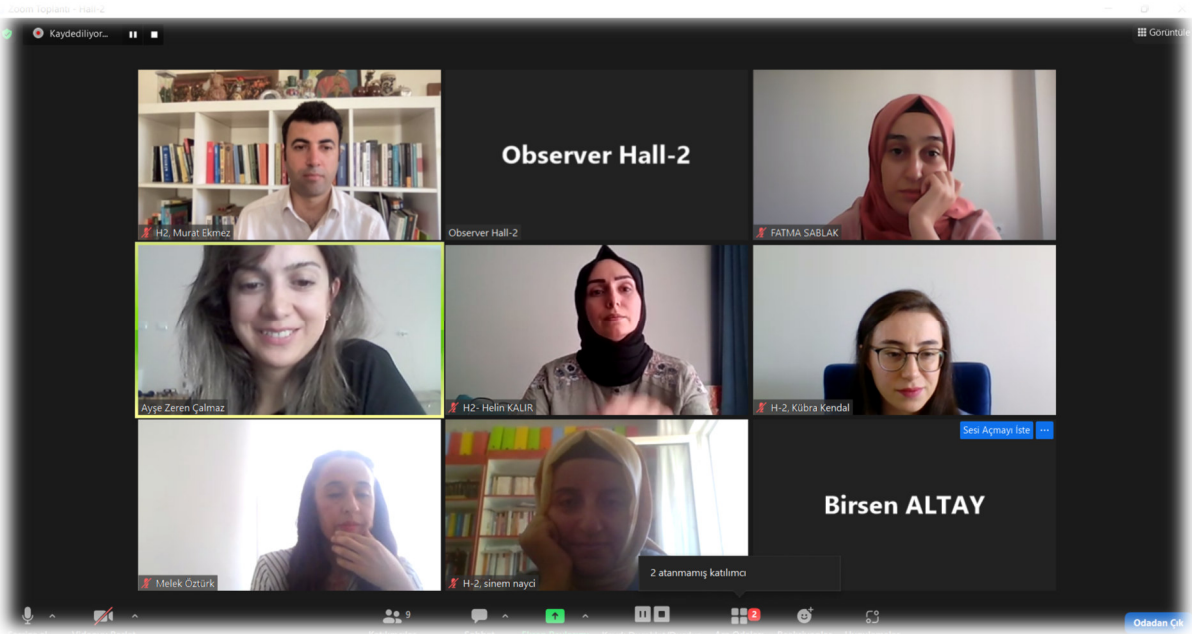 Zoom Toplantı - Hall-2
Kaydediliyor...
Görüntüle
H2, Murat Ekmez
Observer Hall-2
Observer Hall-2
FATMA SABLAK
Ayşe Zeren Çalmaz
H2- Helin KALIR
H-2, Kübra Kendal
Sesi Açmayı İste
Melek Öztürk
H-2, sinem nayci
Birsen ALTAY
2 atanmamış katılımcı
9
2
Odadan Çık